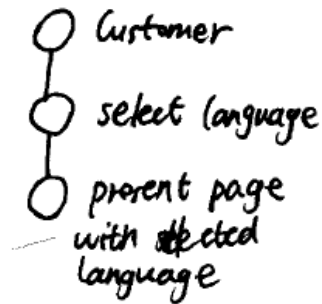 Customer
select language
present page
with selected
language